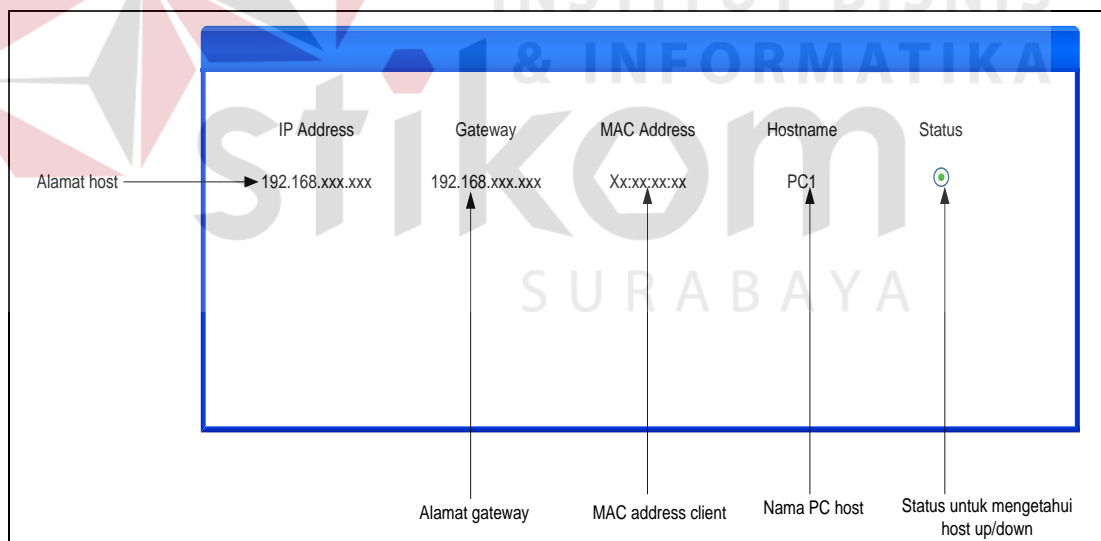 INSTITUT BISNIS
& INFORMATIKA
stikom
SURABAYA
IP Address Gateway MAC Address Hostname Status
Alamat host 192.168.xxx.xxx 192.168.xxx.xxx Xx:xx:xx:xx PC1
Alamat gateway MAC address client Nama PC host Status untuk mengetahui
host up/down